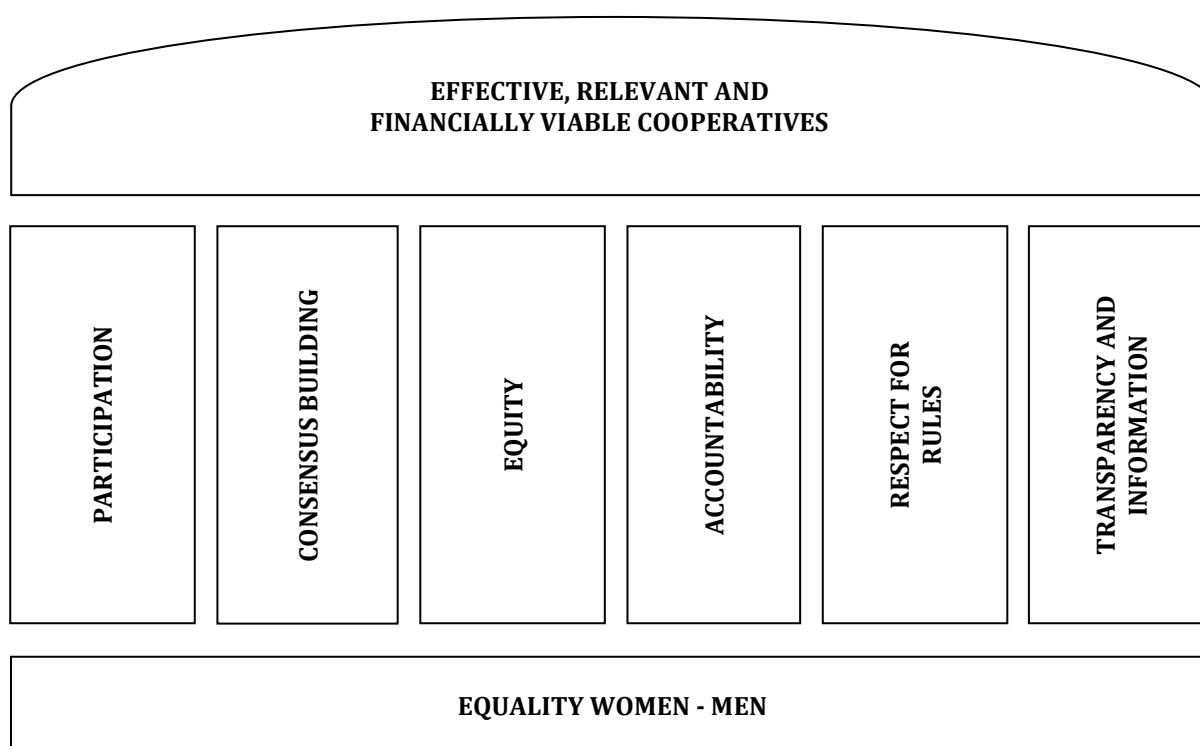 EFFECTIVE, RELEVANT AND
FINANCIALLY VIABLE COOPERATIVES
PARTICIPATION
CONSENSUS BUILDING
EQUITY
ACCOUNTABILITY
RESPECT FOR
RULES
TRANSPARENCY AND
INFORMATION
EQUALITY WOMEN - MEN